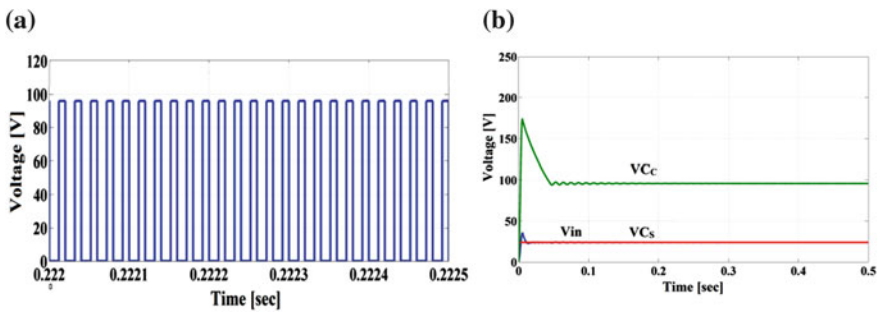 (a)
120
100
80
60
40
20
0
Voltage [V]
0.222
0.2221
0.2222
0.2223
0.2224
0.2225
0
Time [sec]
(b)
250
200
150
100
50
0
Voltage [V]
VCC
Vin
VCS
0
0.1
0.2
0.3
0.4
0.5
Time [sec]